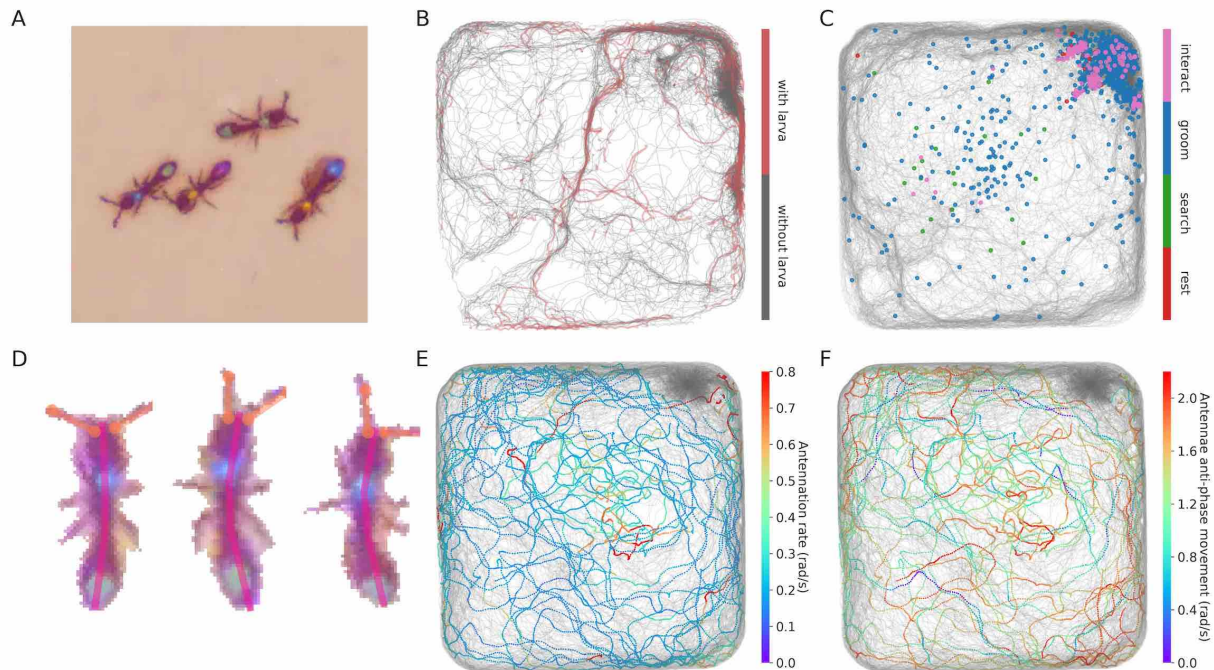 A
B
with larva
without larva
C
interact
groom
search
rest
D
E
0.8
0.7
0.6
0.5
0.4
0.3
0.2
0.1
0.0
Antennation rate (rad/s)
F
2.0
1.6
1.2
0.8
0.4
0.0
Antennae anti-phase movement (rad/s)